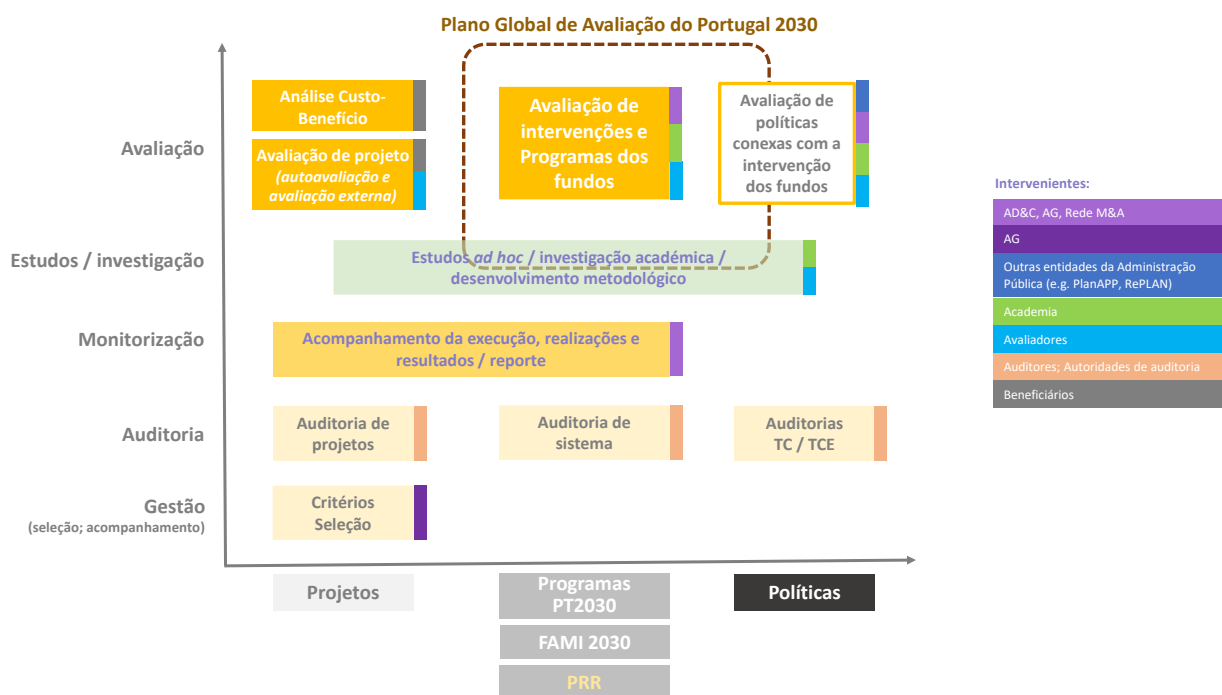 Plano Global de Avaliação do Portugal 2030
Avaliação
Análise Custo-
Benefício
Avaliação de projeto
(autoavaliação e
avaliação externa)
Avaliação de
intervenções e
Programas dos
fundos
Avaliação de
políticas
conexas com a
intervenção
dos fundos
Estudos / investigação
Estudos ad hoc / investigação académica /
desenvolvimento metodológico
Monitorização
Acompanhamento da execução, realizações e
resultados / reporte
Auditoria
Auditoria de
projetos
Auditoria de
sistema
Auditorias
TC / TCE
Gestão
(seleção; acompanhamento)
Critérios
Seleção
Projetos
Programas
PT2030
FAMI 2030
PRR
Políticas
Intervenientes:
AD&C, AG, Rede M&A
AG
Outras entidades da Administração
Pública (e.g. PlanAPP, RePLAN)
Academia
Avaliadores
Auditores; Autoridades de auditoria
Beneficiários